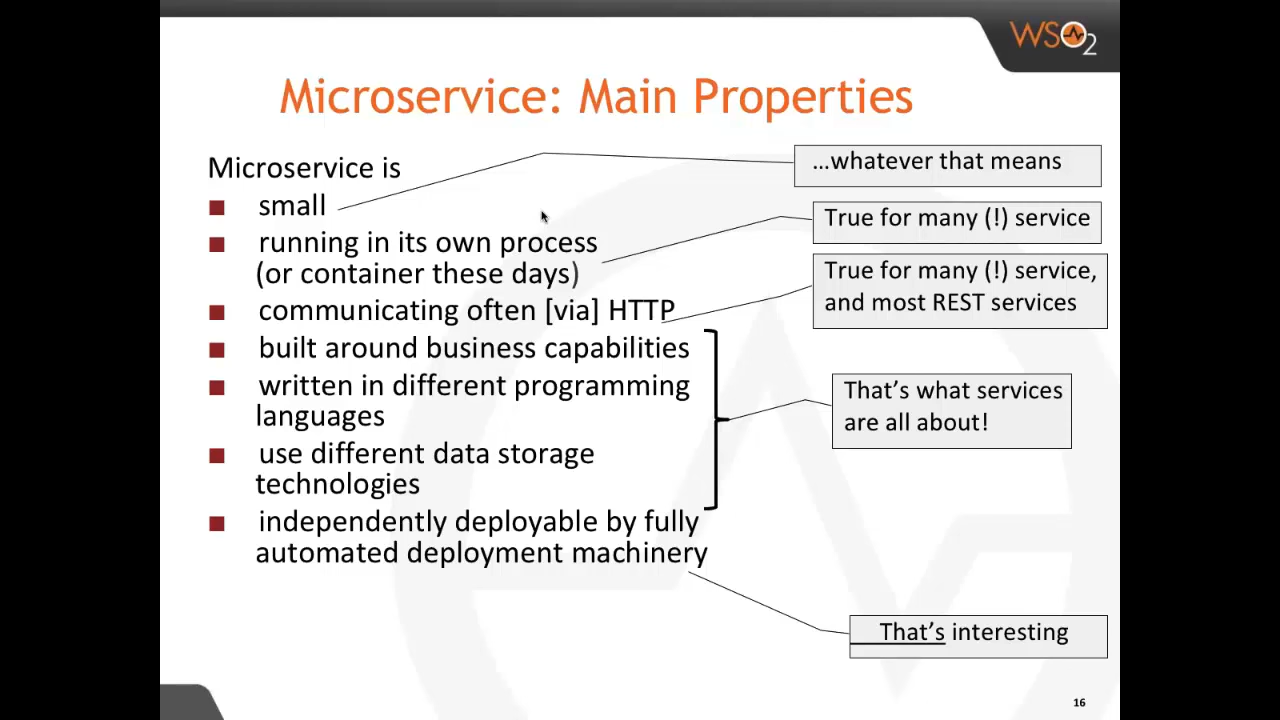 WSO2
Microservice: Main Properties
Microservice is
small
running in its own process
(or container these days)
communicating often [via] HTTP
built around business capabilities
written in different programming
languages
use different data storage
technologies
independently deployable by fully
automated deployment machinery
…whatever that means
True for many (!) service
True for many (!) service,
and most REST services
That’s what services
are all about!
That’s interesting
16